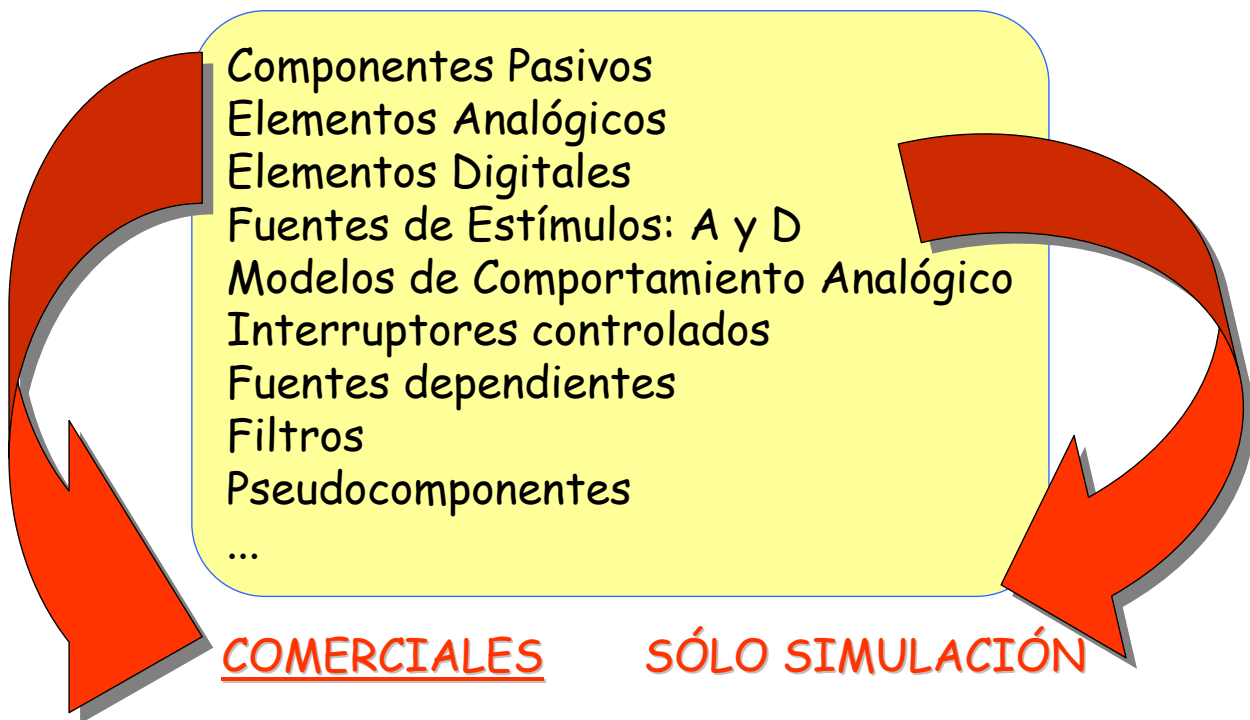 Componentes Pasivos
Elementos Analógicos
Elementos Digitales
Fuentes de Estímulos: A y D
Modelos de Comportamiento Analógico
Interruptores controlados
Fuentes dependientes
Filtros
Pseudocomponentes
...
COMERCIALES SÓLO SIMULACIÓN